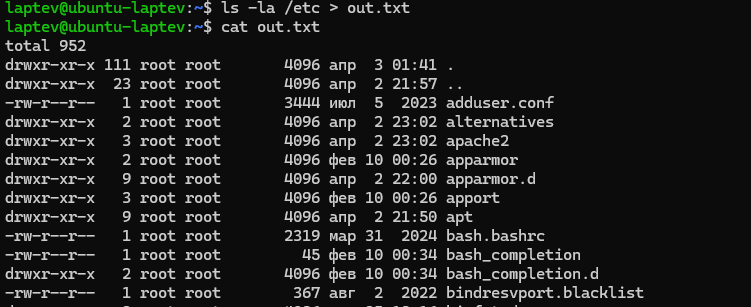 laptev@ubuntu-laptev:~$ ls -la /etc > out.txt
laptev@ubuntu-laptev:~$ cat out.txt
total 952
drwxr-xr-x 111 root root       4096 апр  3 01:41 .
drwxr-xr-x  23 root root       4096 апр  2 21:57 ..
-rw-r--r--   1 root root       3444 июл  5  2023 adduser.conf
drwxr-xr-x   2 root root       4096 апр  2 23:02 alternatives
drwxr-xr-x   3 root root       4096 апр  2 23:02 apache2
drwxr-xr-x   2 root root       4096 фев 10 00:26 apparmor
drwxr-xr-x   9 root root       4096 апр  2 22:00 apparmor.d
drwxr-xr-x   3 root root       4096 фев 10 00:26 apport
drwxr-xr-x   9 root root       4096 апр  2 21:50 apt
-rw-r--r--   1 root root       2319 мар 31  2024 bash.bashrc
-rw-r--r--   1 root root         45 фев 10 00:34 bash_completion
drwxr-xr-x   2 root root       4096 фев 10 00:34 bash_completion.d
-rw-r--r--   1 root root        367 авг  2  2022 bindresvport.blacklist